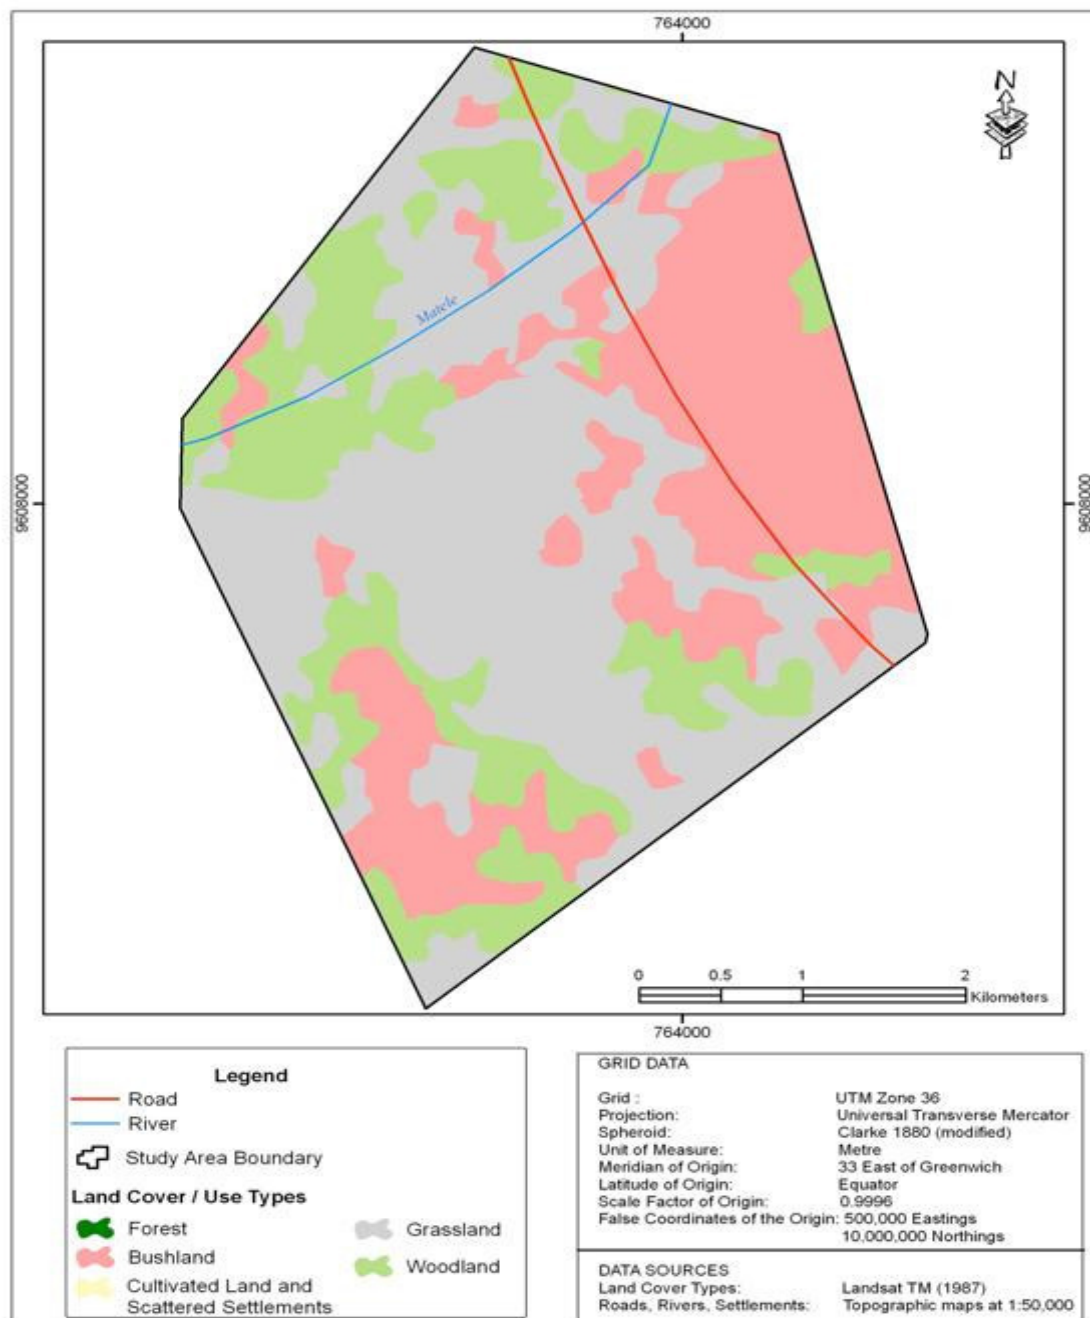 764000
N
Matele
9608000
9608000
0 0.5 1 2
Kilometers
764000
Legend
Road
River
Study Area Boundary
Land Cover / Use Types
Forest
Bushland
Cultivated Land and
Scattered Settlements
Grassland
Woodland
GRID DATA
Grid : UTM Zone 36
Projection: Universal Transverse Mercator
Spheroid: Clarke 1880 (modified)
Unit of Measure: Metre
Meridian of Origin: 33 East of Greenwich
Latitude of Origin: Equator
Scale Factor of Origin: 0.9996
False Coordinates of the Origin: 500,000 Eastings
10,000,000 Northings
DATA SOURCES
Land Cover Types: Landsat TM (1987)
Roads, Rivers, Settlements: Topographic maps at 1:50,000